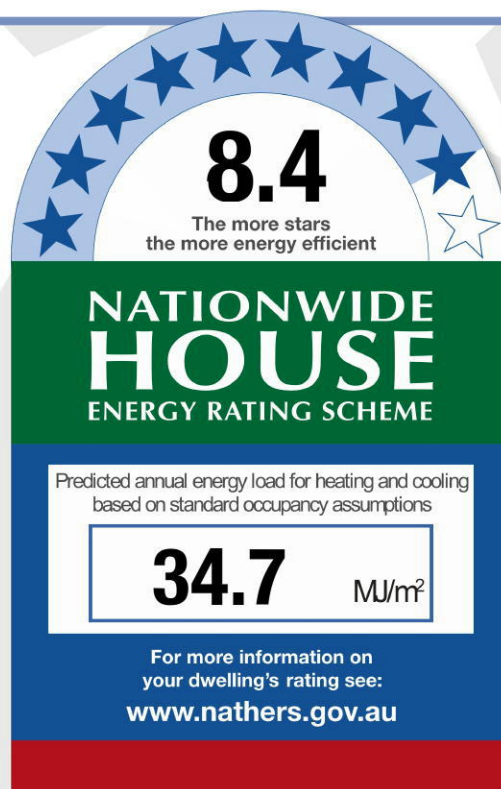 8.4
The more stars
the more energy efficient
NATIONWIDE
HOUSE
ENERGY RATING SCHEME
Predicted annual energy load for heating and cooling
based on standard occupancy assumptions
34.7 MJ/m²
For more information on
your dwelling's rating see:
www.nathers.gov.au